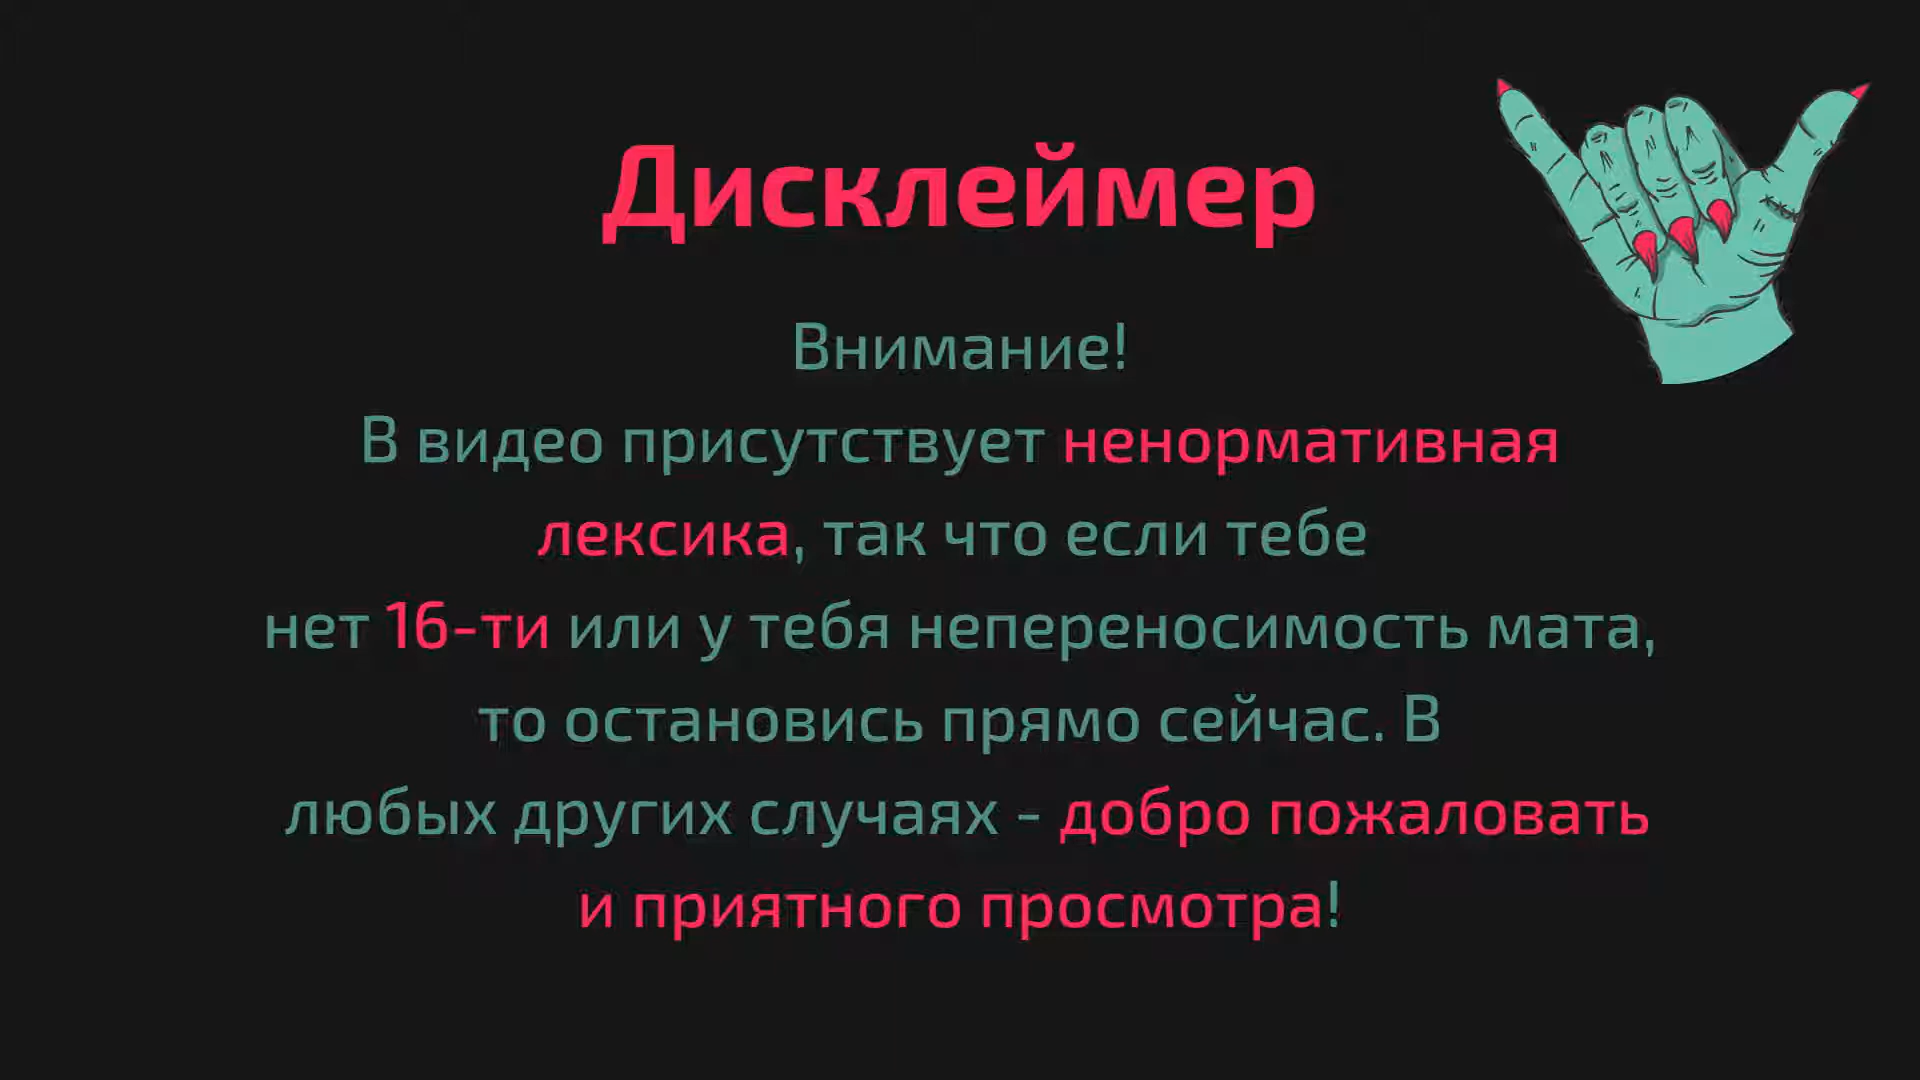 Дисклеймер
Внимание!
В видео присутствует ненормативная
лексика, так что если тебе
нет 16-ти или у тебя непереносимость мата,
то остановись прямо сейчас. В
любых других случаях - добро пожаловать
и приятного просмотра!